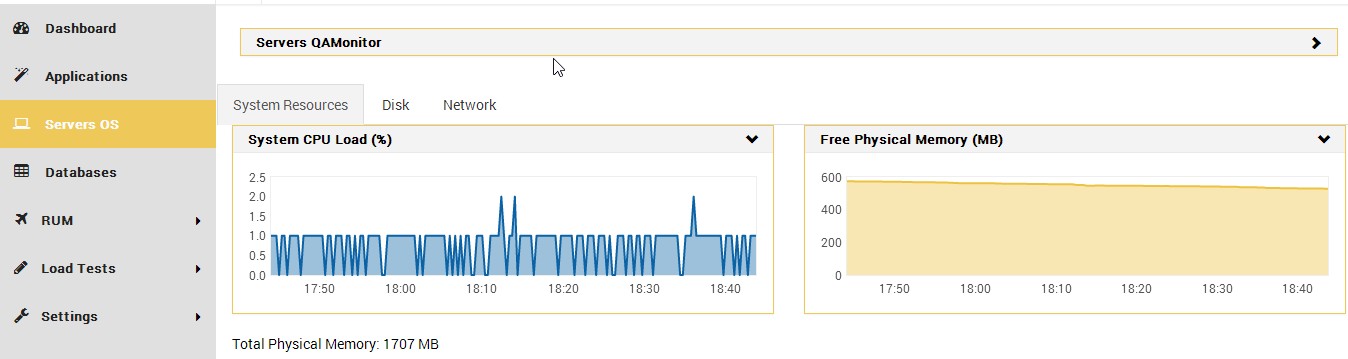 Dashboard
Applications
Servers OS
Databases
RUM
Load Tests
Settings
Servers QAMonitor
System Resources Disk Network
System CPU Load (%)
2.5
2.0
1.5
1.0
0.5
0.0
17:50 18:00 18:10 18:20 18:30 18:40
Free Physical Memory (MB)
600
400
200
0
17:50 18:00 18:10 18:20 18:30 18:40
Total Physical Memory: 1707 MB